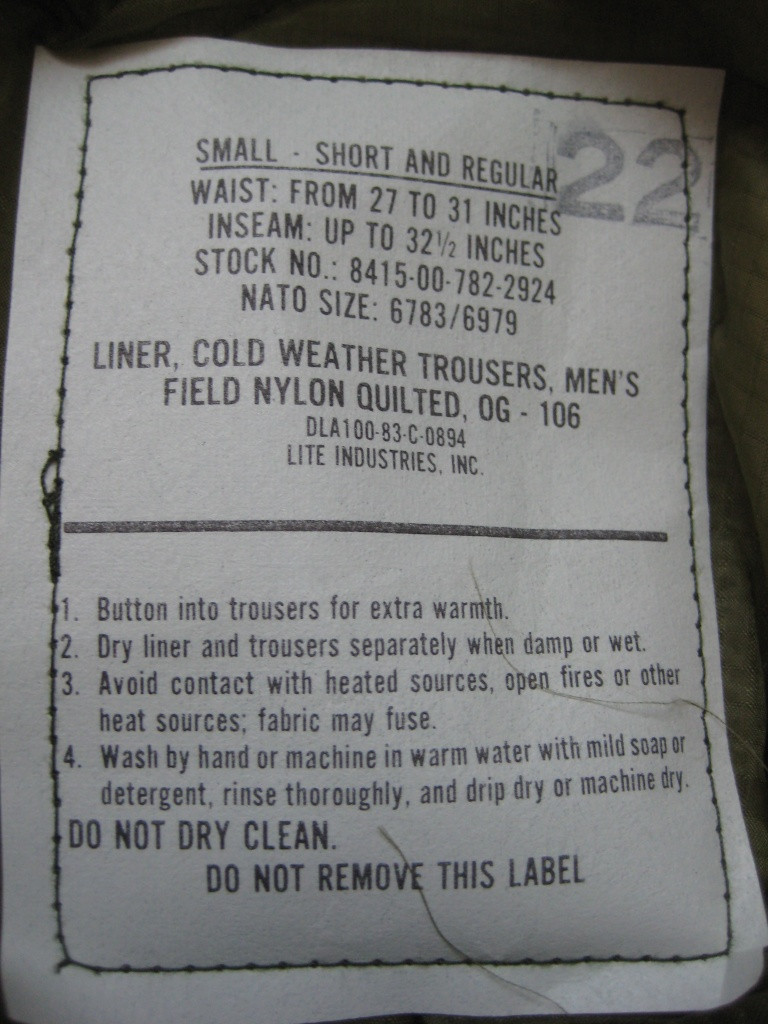 22
SMALL - SHORT AND REGULAR
WAIST: FROM 27 TO 31 INCHES
INSEAM: UP TO 32½ INCHES
STOCK NO.: 8415-00-782-2924
NATO SIZE: 6783/6979
LINER, COLD WEATHER TROUSERS, MEN'S
FIELD NYLON QUILTED, OG - 106
DLA100-83-C-0894
LITE INDUSTRIES, INC.
1. Button into trousers for extra warmth.
2. Dry liner and trousers separately when damp or wet.
3. Avoid contact with heated sources, open fires or other
heat sources; fabric may fuse.
4. Wash by hand or machine in warm water with mild soap or
detergent, rinse thoroughly, and drip dry or machine dry.
DO NOT DRY CLEAN.
DO NOT REMOVE THIS LABEL